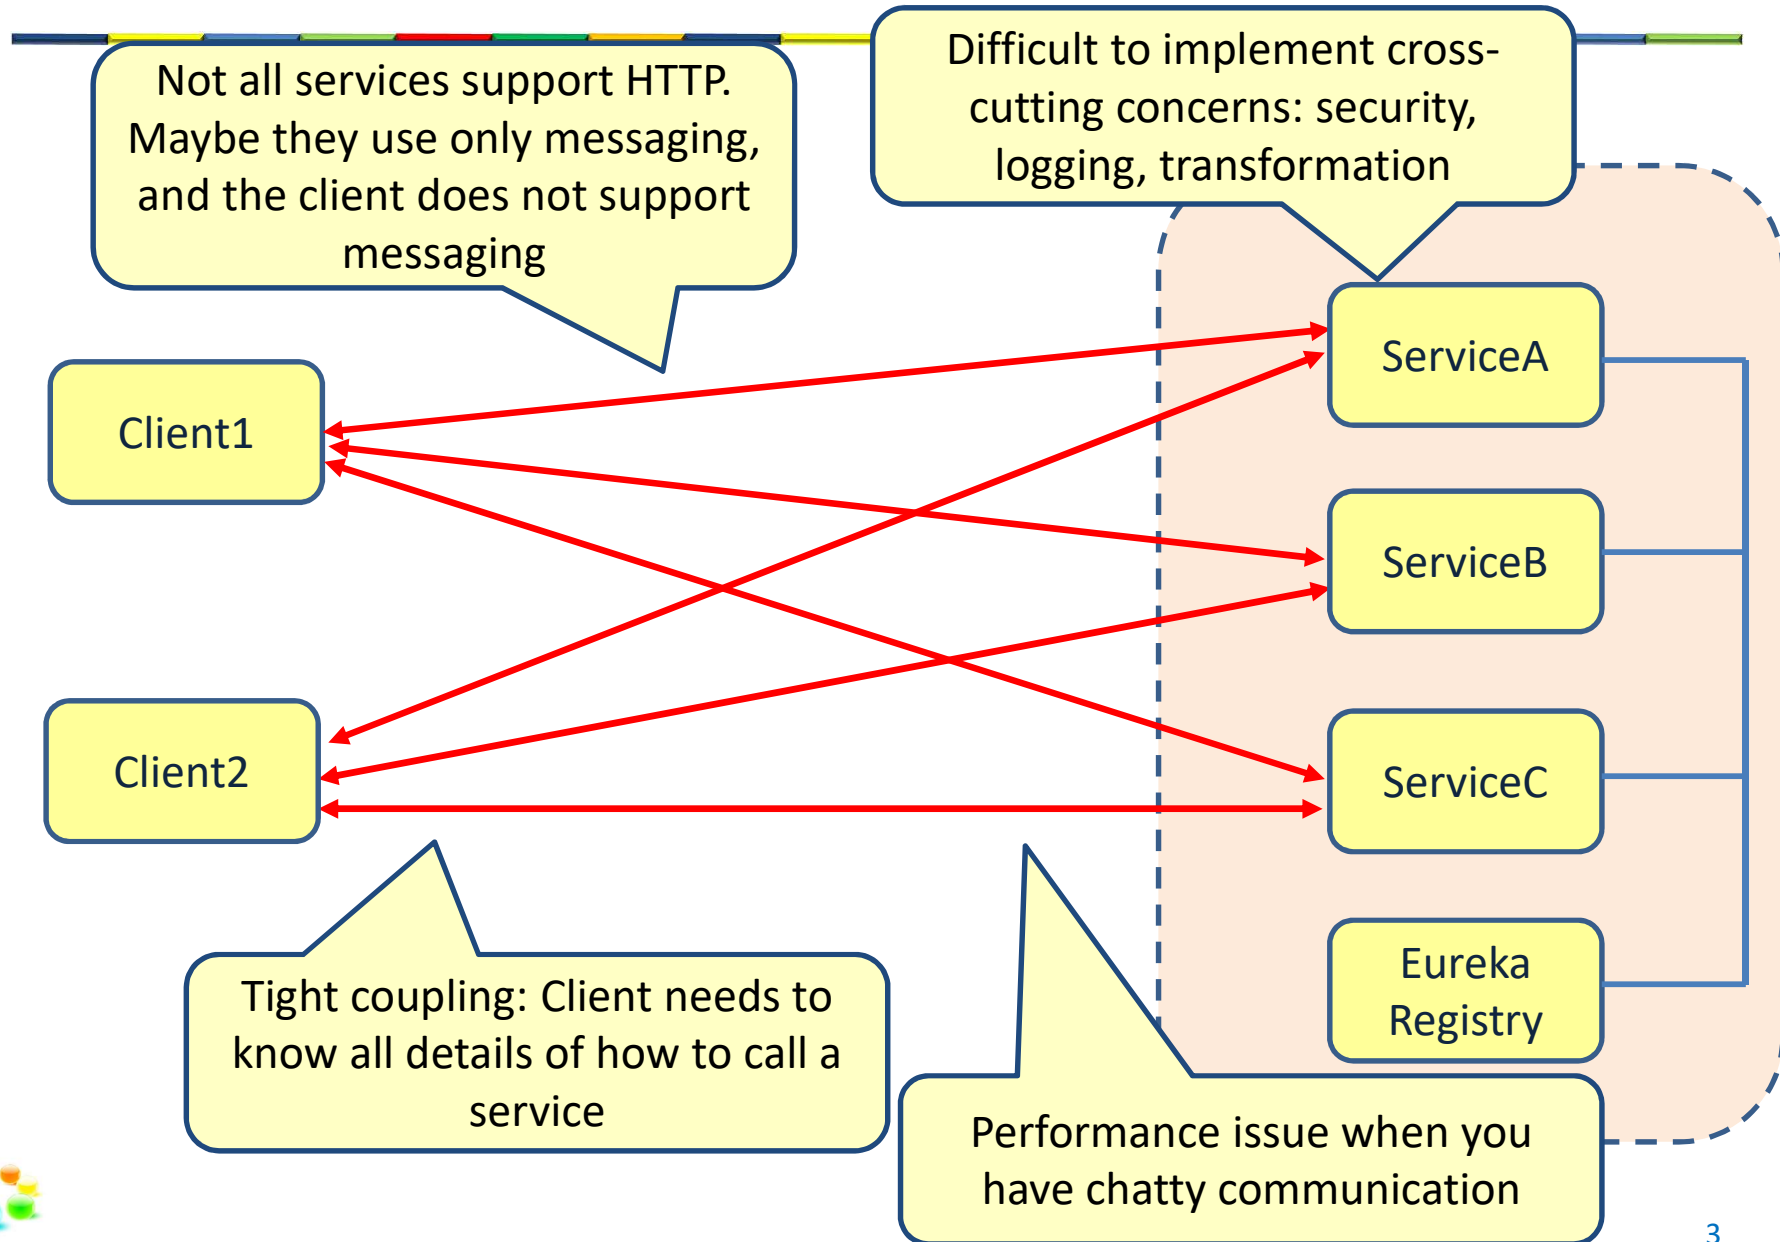 Not all services support HTTP.
Maybe they use only messaging,
and the client does not support
messaging
Difficult to implement cross-
cutting concerns: security,
logging, transformation
Client1
Client2
ServiceA
ServiceB
ServiceC
Eureka
Registry
Tight coupling: Client needs to
know all details of how to call a
service
Performance issue when you
have chatty communication
3